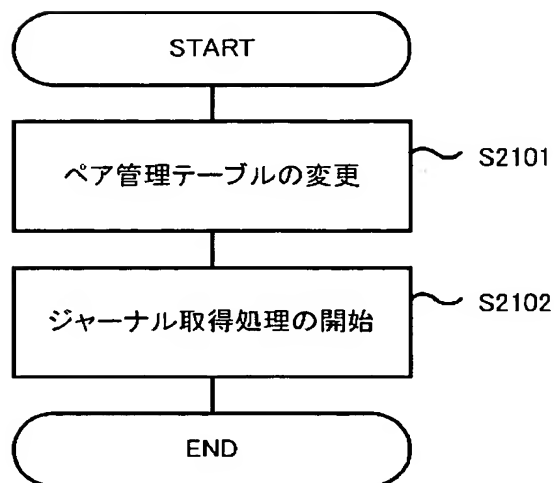 START
ペア管理テーブルの変更
S2101
ジャーナル取得処理の開始
S2102
END